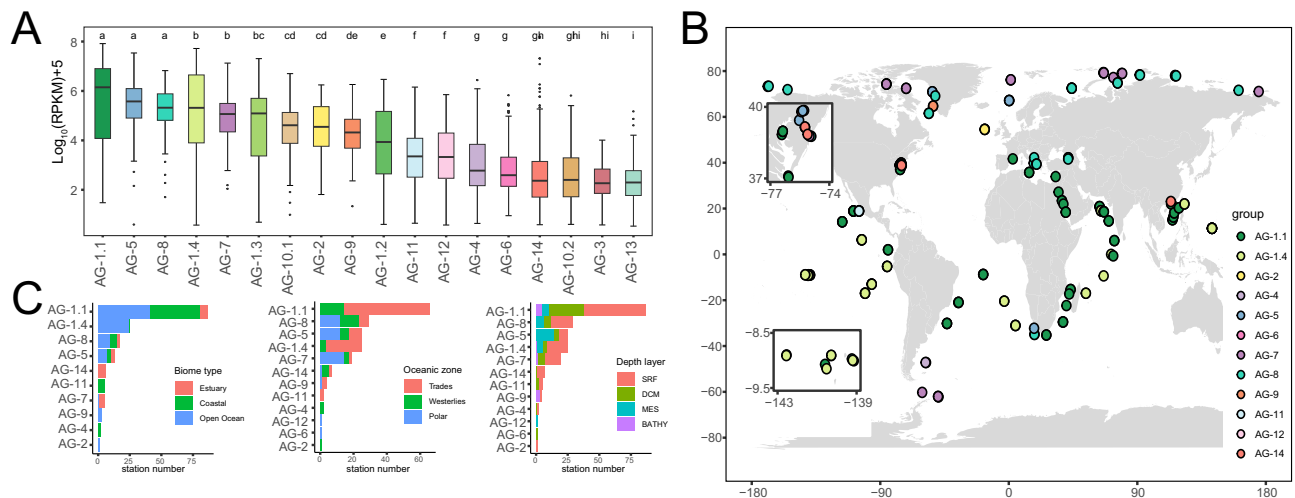 A
Log10(RPKM)+5
8
6
4
2
a a a b b bc cd cd de e f f g g gh ghi hi i
AG-1.1 AG-5 AG-8 AG-1.4 AG-7 AG-1.3 AG-10.1 AG-2 AG-9 AG-1.2 AG-11 AG-12 AG-4 AG-6 AG-14 AG-10.2 AG-3 AG-13
B
80
60
40
20
0
−20
−40
−60
−80
−180 −90 0 90 180
40
37
−77 −74
−8.5
−9.5
−143 −139
group
AG-1.1
AG-1.4
AG-2
AG-4
AG-5
AG-6
AG-7
AG-8
AG-9
AG-11
AG-12
AG-14
C
AG-1.1
AG-1.4
AG-8
AG-5
AG-14
AG-11
AG-7
AG-9
AG-4
AG-2
0 25 50 75
station number
Biome type
Estuary
Coastal
Open Ocean
AG-1.1
AG-8
AG-5
AG-1.4
AG-7
AG-14
AG-9
AG-11
AG-4
AG-12
AG-6
AG-2
0 20 40 60
station number
Oceanic zone
Trades
Westerlies
Polar
AG-1.1
AG-8
AG-5
AG-1.4
AG-7
AG-14
AG-11
AG-9
AG-4
AG-12
AG-6
AG-2
0 25 50 75
station number
Depth layer
SRF
DCM
MES
BATHY